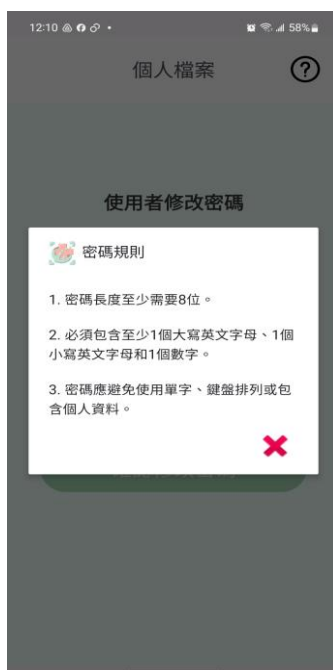 12:10 58%
個人檔案
使用者修改密碼
密碼規則
1. 密碼長度至少需要8位。
2. 必須包含至少1個大寫英文字母、1個
小寫英文字母和1個數字。
3. 密碼應避免使用單字、鍵盤排列或包
含個人資料。